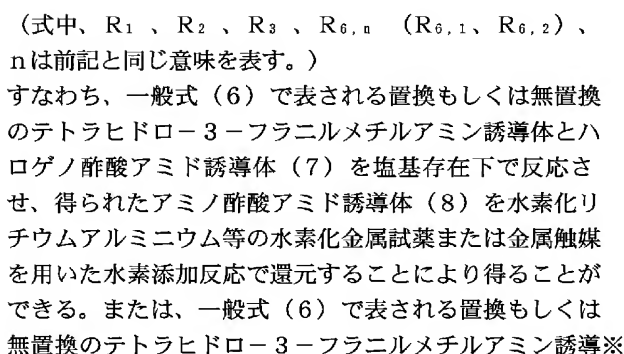 （式中、R₁ 、R₂ 、R₃ 、R₆,ₙ （R₆,₁、R₆,₂）、
nは前記と同じ意味を表す。）
すなわち、一般式（6）で表される置換もしくは無置換
のテトラヒドロ－3－フラニルメチルアミン誘導体とハ
ロゲノ酢酸アミド誘導体（7）を塩基存在下で反応さ
せ、得られたアミノ酢酸アミド誘導体（8）を水素化リ
チウムアルミニウム等の水素化金属試薬または金属触媒
を用いた水素添加反応で還元することにより得ることが
できる。または、一般式（6）で表される置換もしくは
無置換のテトラヒドロ－3－フラニルメチルアミン誘導※